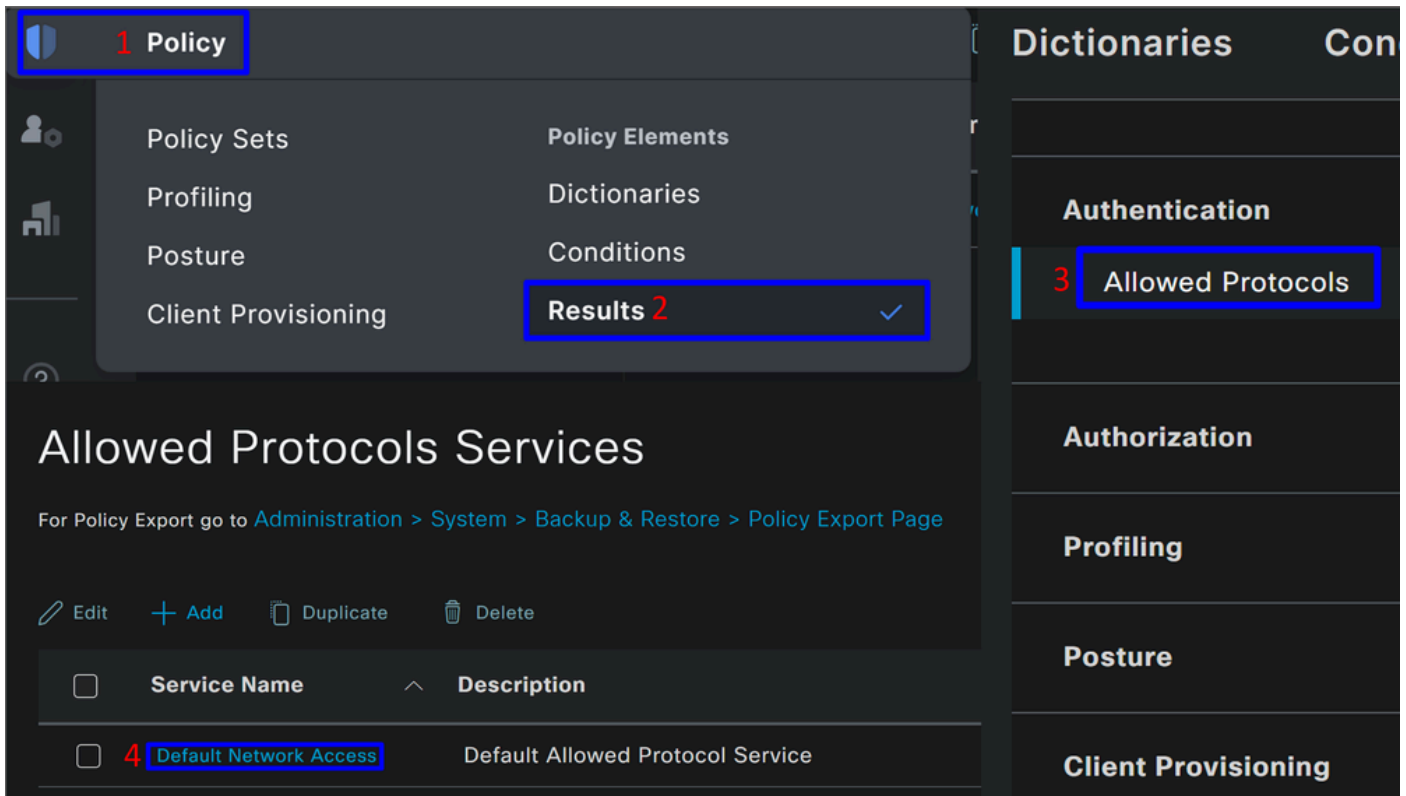 1 Policy
Policy Sets
Profiling
Posture
Client Provisioning
Policy Elements
Dictionaries
Conditions
Results 2
Dictionaries
Authentication
3 Allowed Protocols
Authorization
Profiling
Posture
Client Provisioning
Allowed Protocols Services
For Policy Export go to Administration > System > Backup & Restore > Policy Export Page
Edit Add Duplicate Delete
Service Name Description
4 Default Network Access Default Allowed Protocol Service